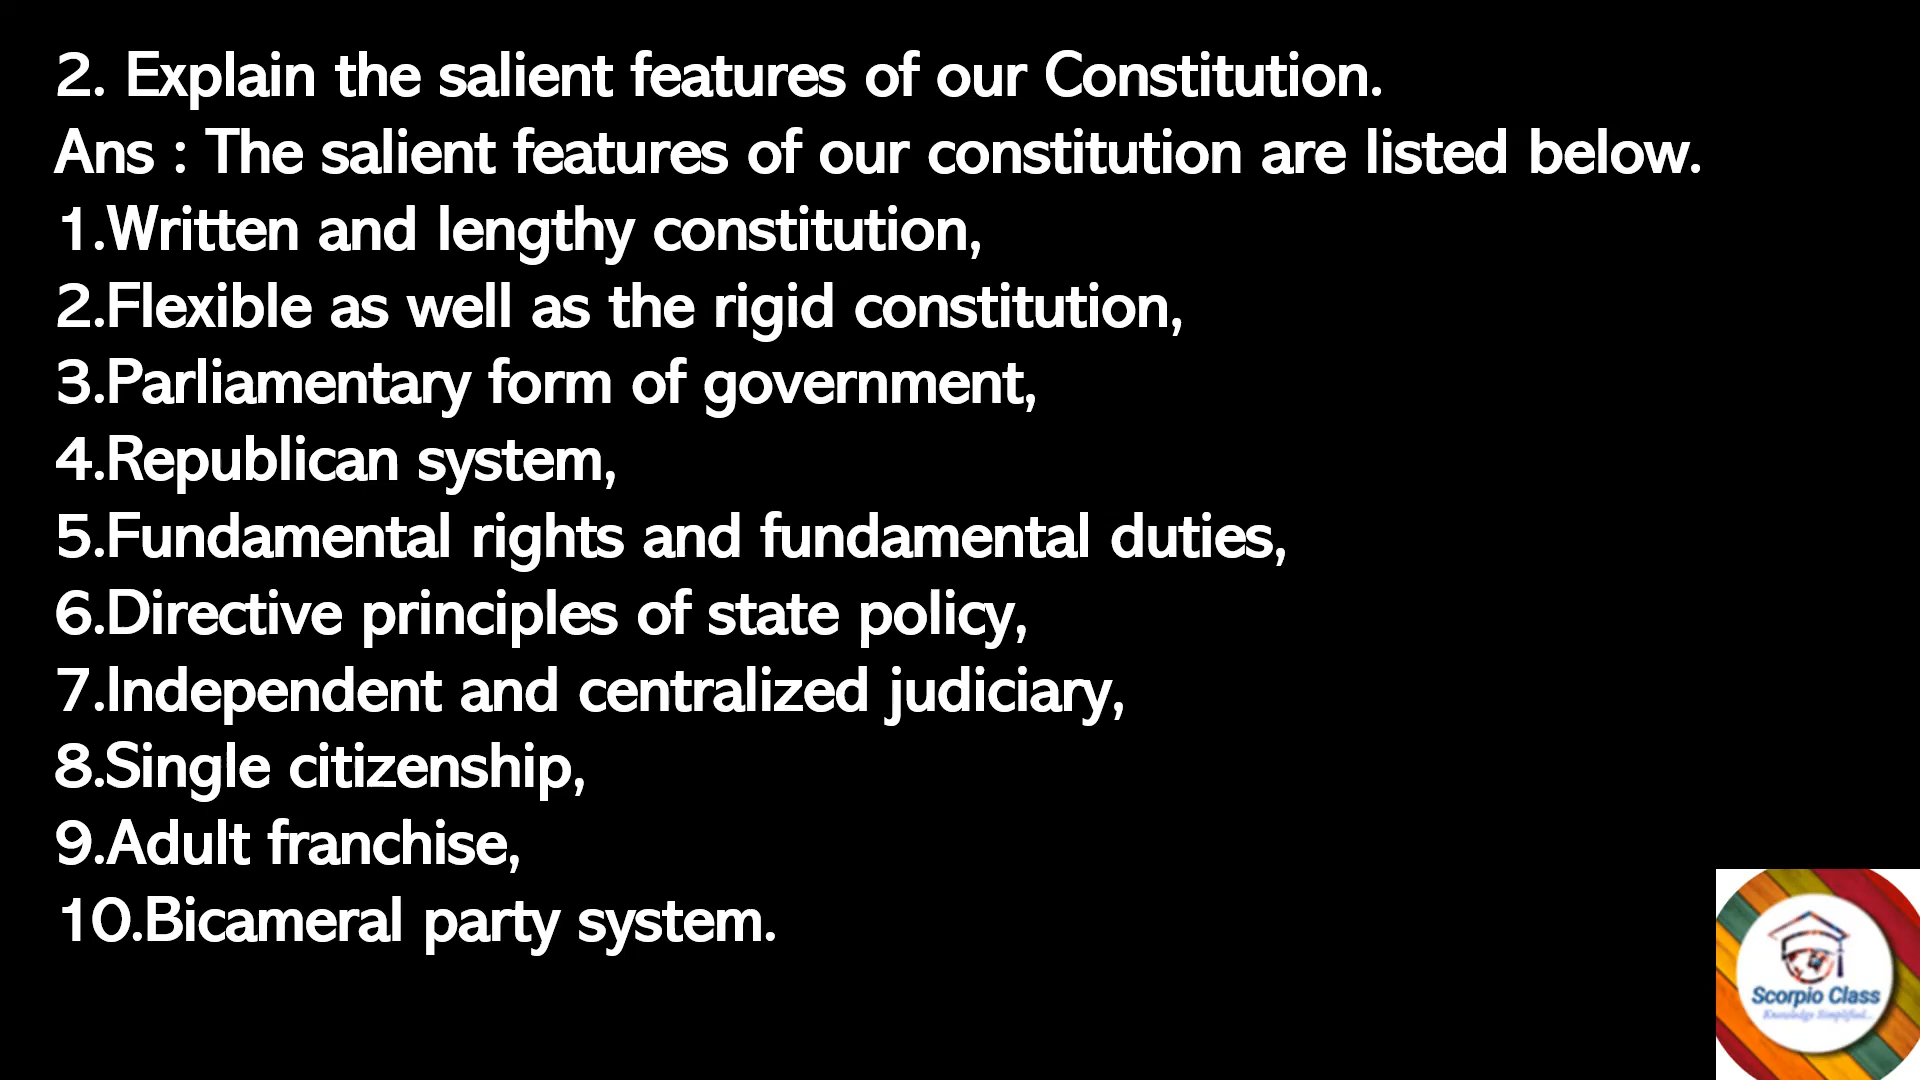 2. Explain the salient features of our Constitution.
Ans : The salient features of our constitution are listed below.
1.Written and lengthy constitution,
2.Flexible as well as the rigid constitution,
3.Parliamentary form of government,
4.Republican system,
5.Fundamental rights and fundamental duties,
6.Directive principles of state policy,
7.Independent and centralized judiciary,
8.Single citizenship,
9.Adult franchise,
10.Bicameral party system.
Scorpio Class
Knowledge Simplified...